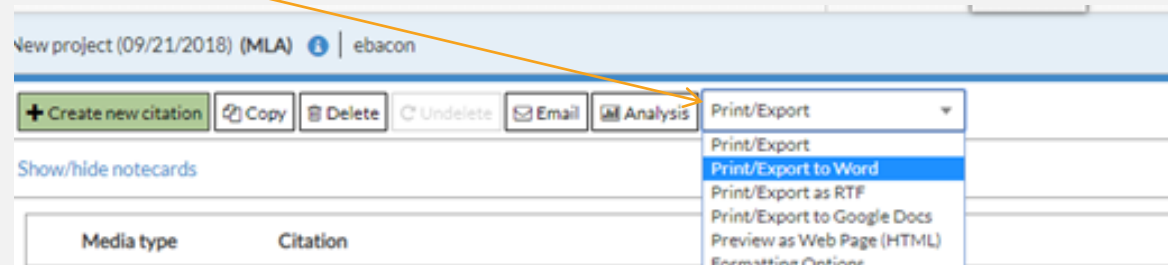 New project (09/21/2018) (MLA) | ebacon
Create new citation Copy Delete Undelete Email Analysis Print/Export
Print/Export
Show/hide notecards Print/Export to Word
Print/Export as RTF
Print/Export to Google Docs
Media type Citation Preview as Web Page (HTML)
Formatting Options